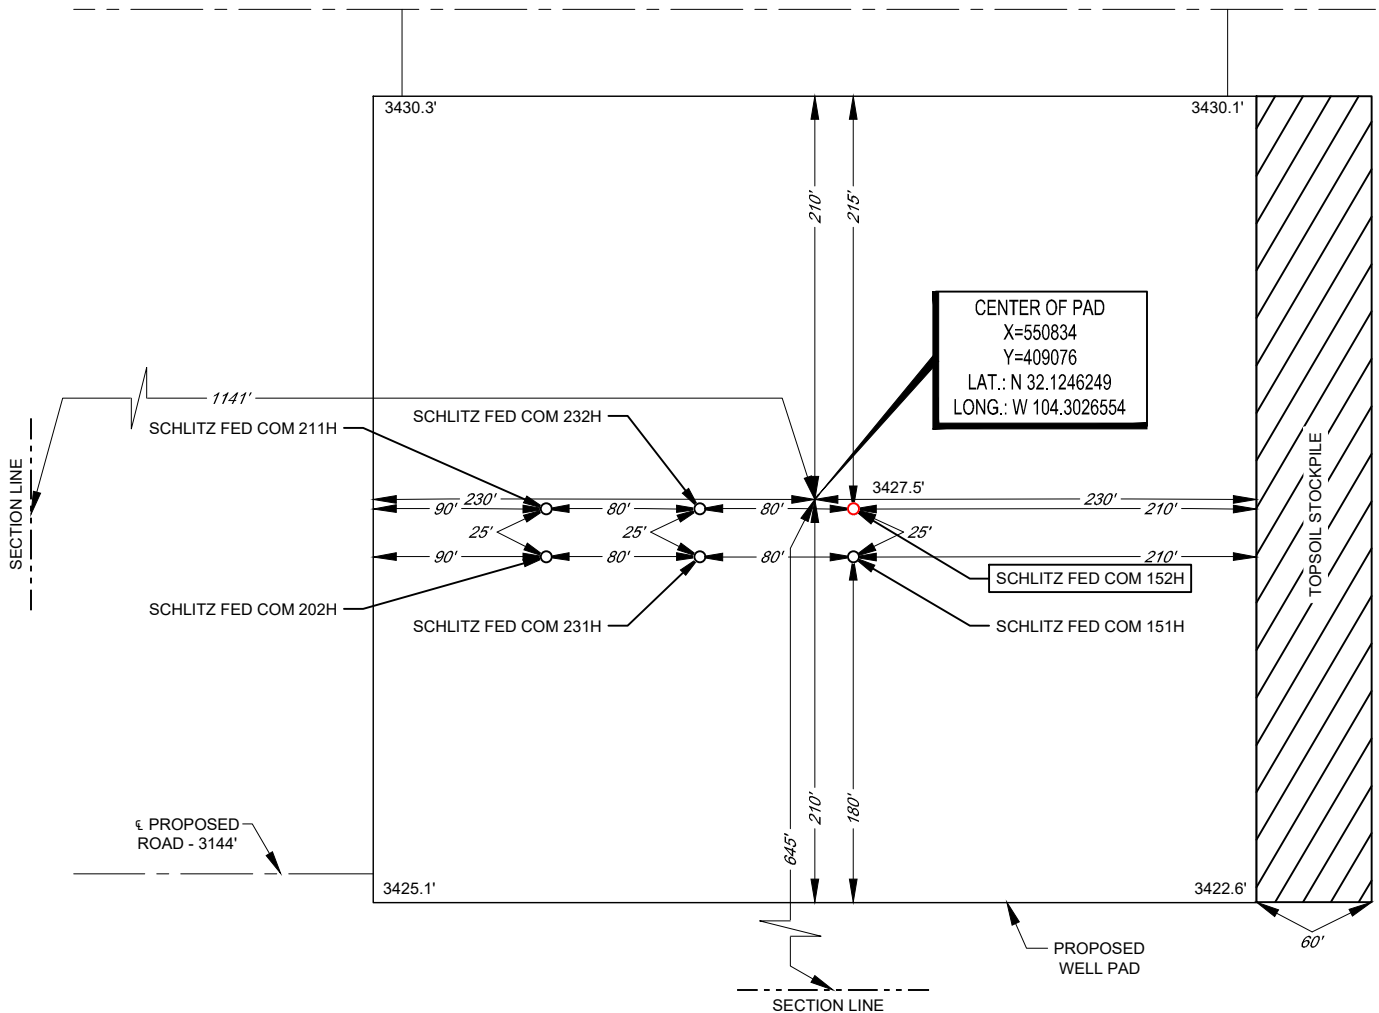 3430.3'
3430.1'
210'
215'
CENTER OF PAD
X=550834
Y=409076
LAT.: N 32.1246249
LONG.: W 104.3026554
1141'
SCHLITZ FED COM 232H
SCHLITZ FED COM 211H
SECTION LINE
TOPSOIL STOCKPILE
3427.5'
230'
230'
90'
80'
80'
210'
25'
25'
25'
90'
80'
80'
210'
SCHLITZ FED COM 152H
SCHLITZ FED COM 202H
SCHLITZ FED COM 231H
SCHLITZ FED COM 151H
210'
180'
645'
℄ PROPOSED
ROAD - 3144'
3425.1'
3422.6'
60'
PROPOSED
WELL PAD
SECTION LINE